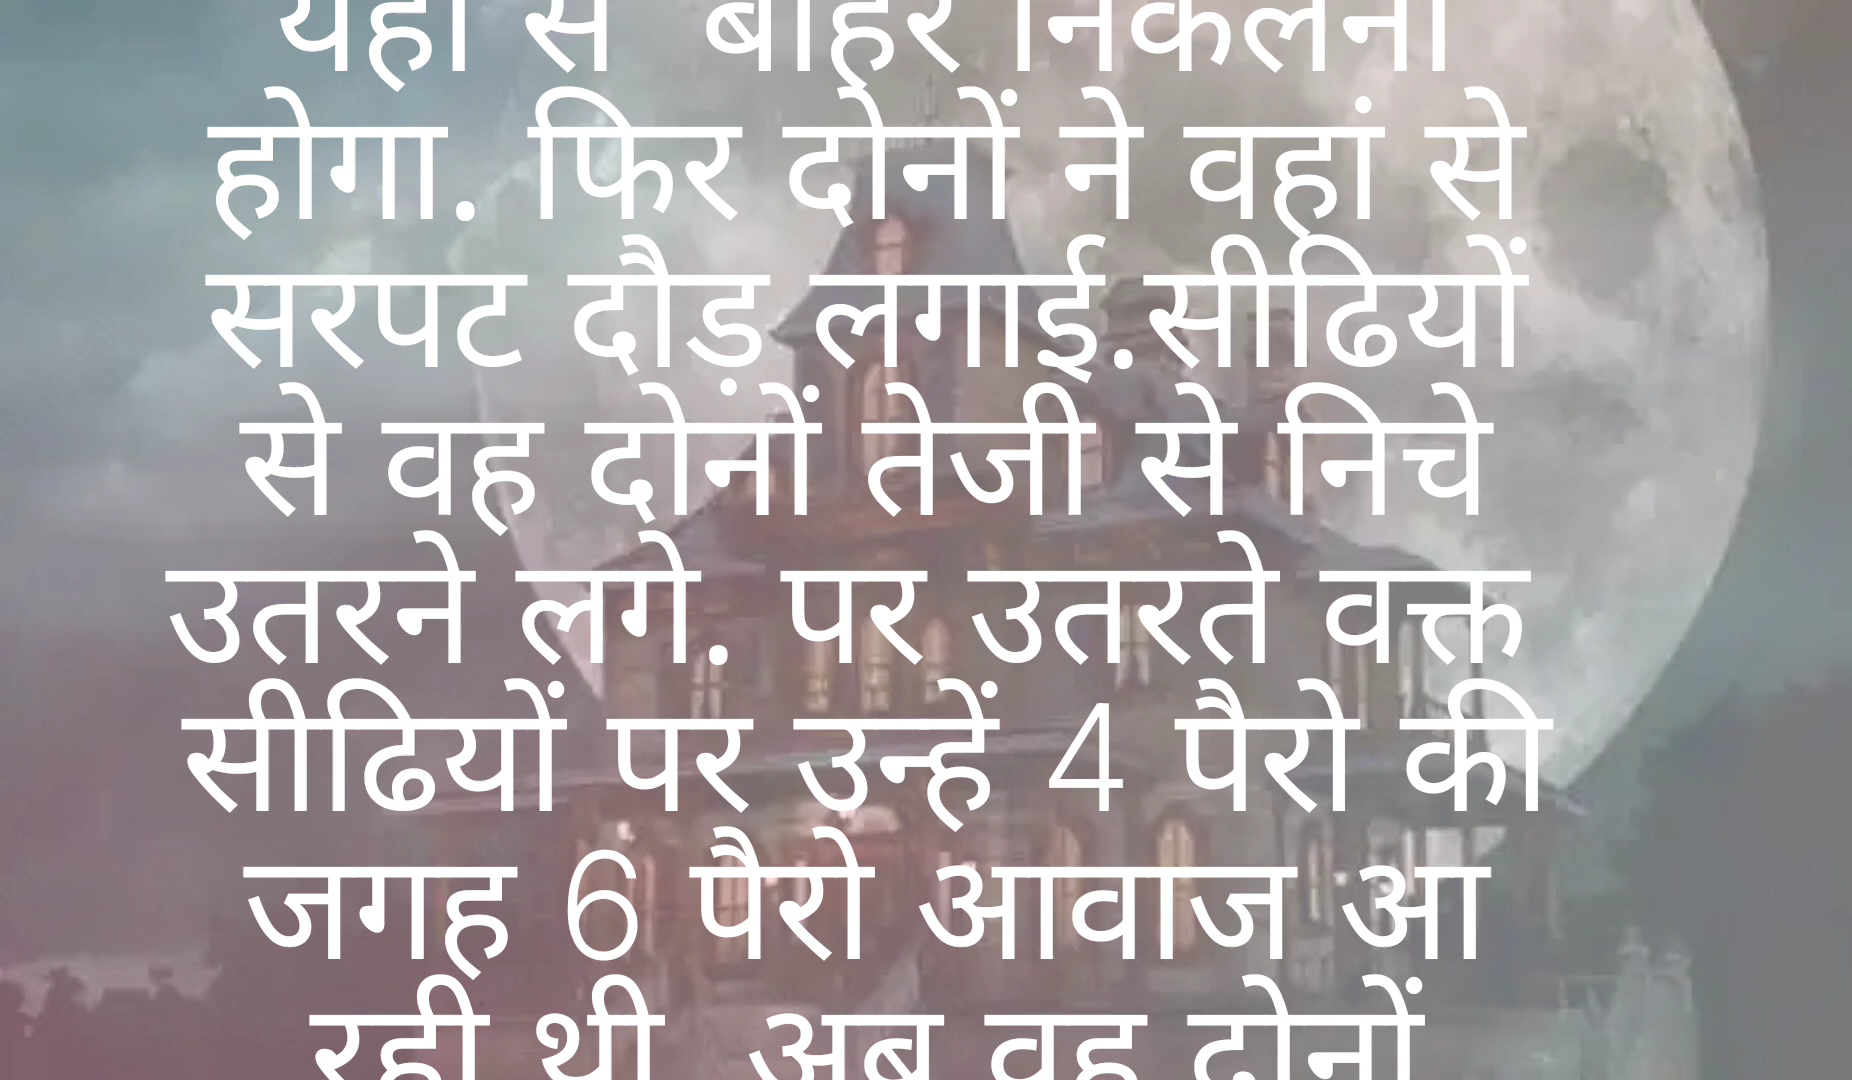 यहां से बाहर निकलना
होगा. फिर दोनों ने वहां से
सरपट दौड़ लगाई.सीढियों
से वह दोनों तेजी से निचे
उतरने लगे. पर उतरते वक्त
सीढियों पर उन्हें 4 पैरो की
जगह 6 पैरो आवाज आ
रही थी. अब वह दोनों